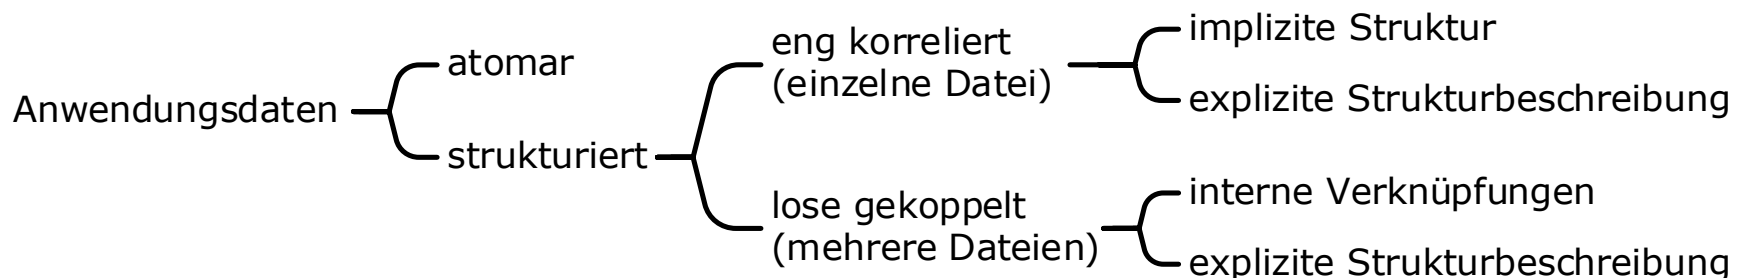 Anwendungsdaten
atomar
strukturiert
eng korreliert
(einzelne Datei)
implizite Struktur
explizite Strukturbeschreibung
lose gekoppelt
(mehrere Dateien)
interne Verknüpfungen
explizite Strukturbeschreibung